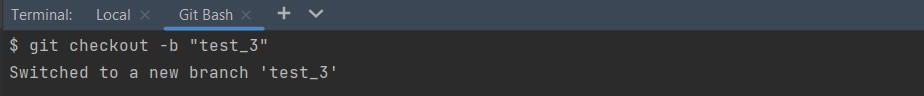 Terminal: Local × Git Bash × +
$ git checkout -b "test_3"
Switched to a new branch 'test_3'